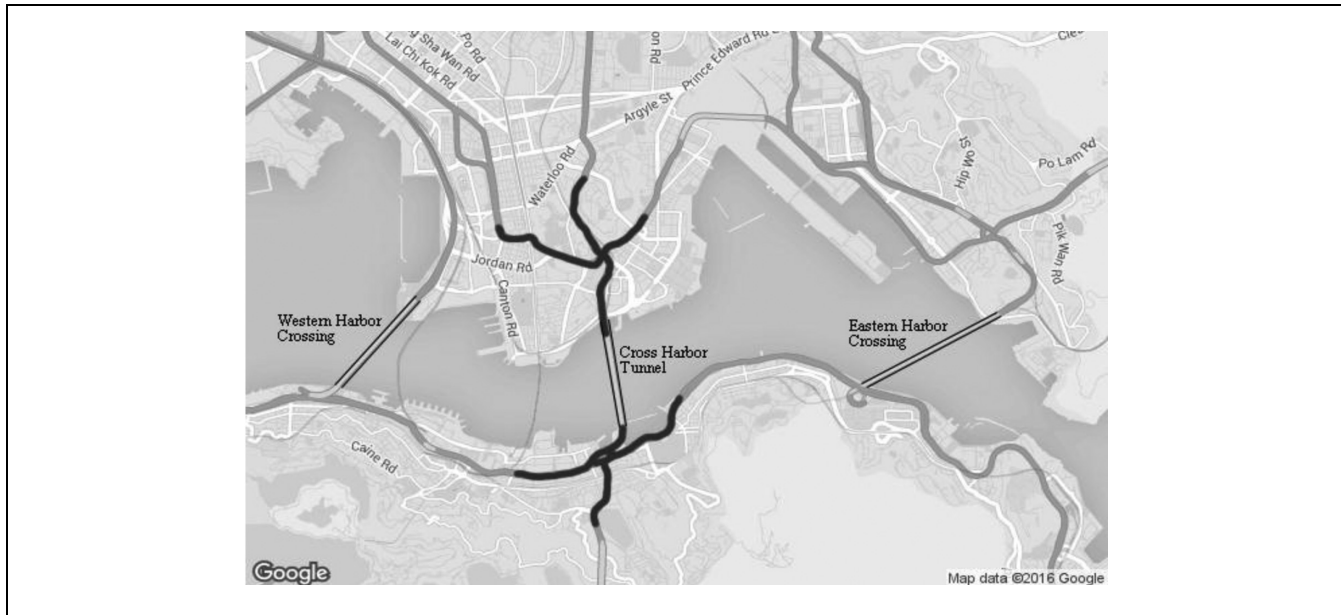 Sha Wan Rd
Po Rd
Lai Chi Kok Rd
on Rd
Prince Edward Rd
Argyle St
Waterloo Rd
Hip Wo St
Po Lam Rd
Pik Wan Rd
Jordan Rd
Canton Rd
Western Harbor
Crossing
Eastern Harbor
Crossing
Cross Harbor
Tunnel
Caine Rd
Google
Map data ©2016 Google